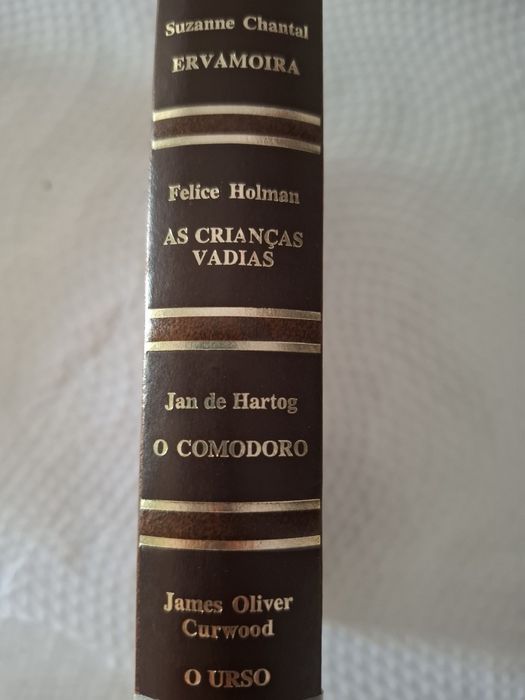 Suzanne Chantal
ERVAMOIRA
Felice Holman
AS CRIANÇAS
VADIAS
Jan de Hartog
O COMODORO
James Oliver
Curwood
O URSO